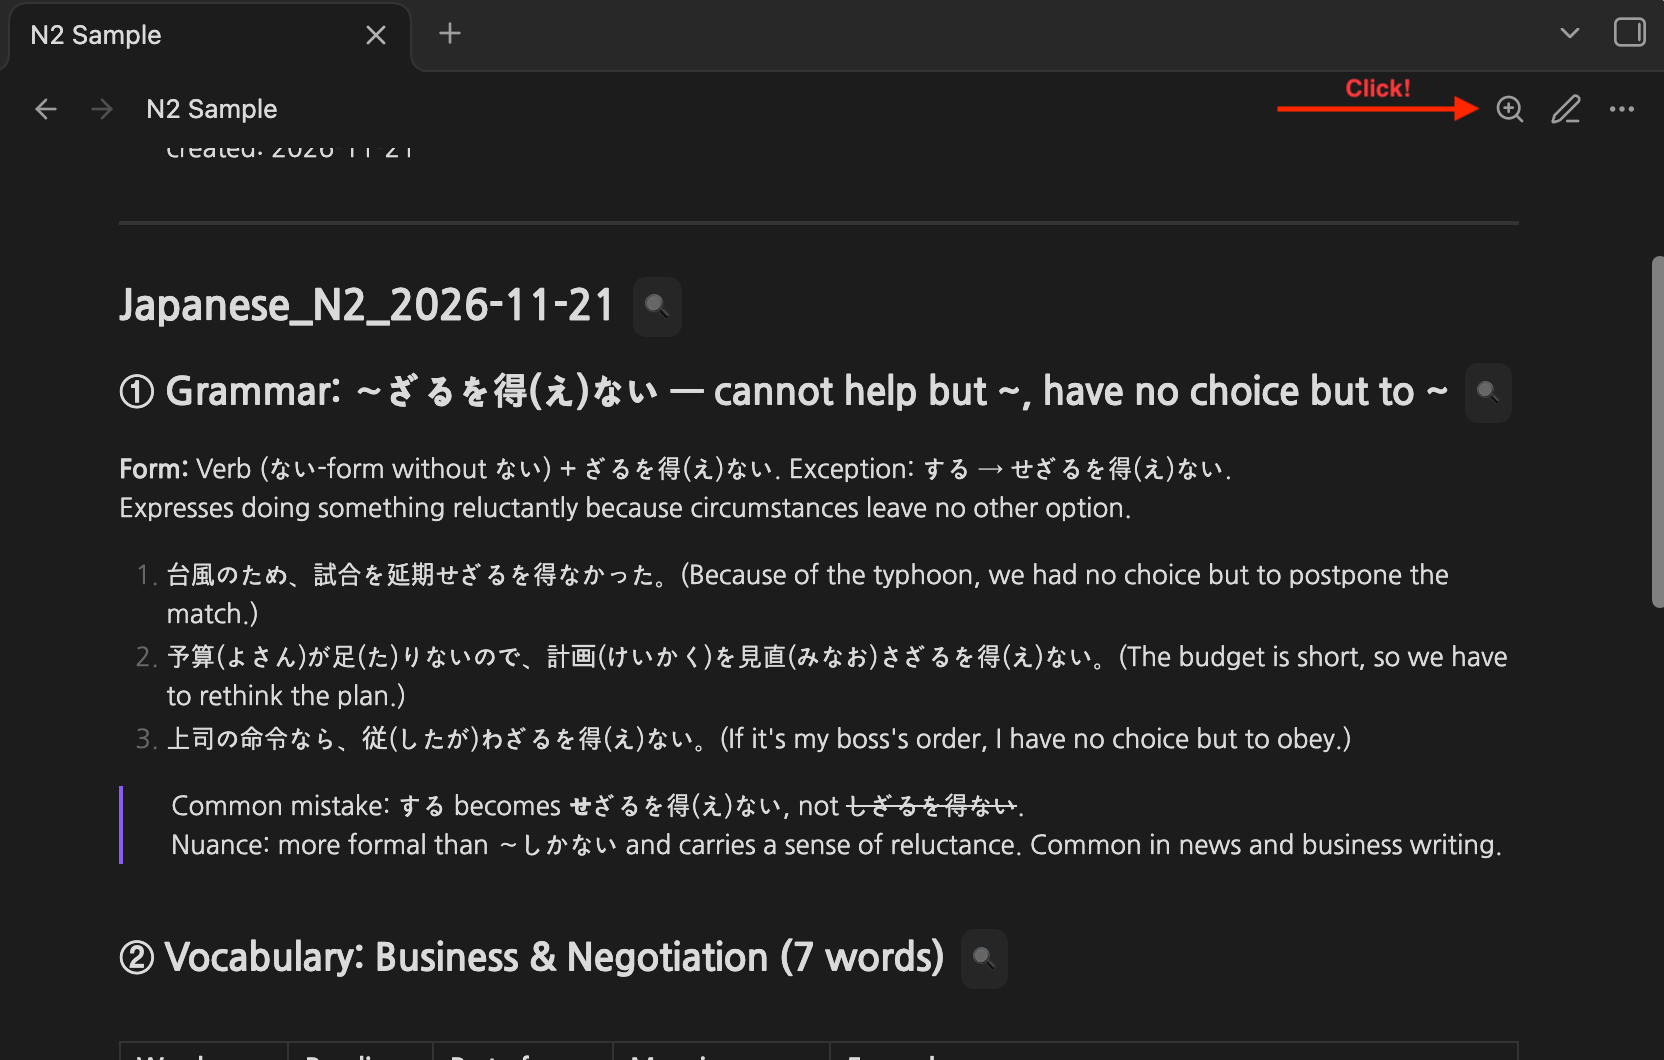 N2 Sample
N2 Sample
Click!
created: 2026-11-21
Japanese_N2_2026-11-21
① Grammar: ~ざるを得(え)ない — cannot help but ~, have no choice but to ~
Form: Verb (ない-form without ない) + ざるを得(え)ない. Exception: する → せざるを得(え)ない.
Expresses doing something reluctantly because circumstances leave no other option.
1. 台風のため、試合を延期せざるを得なかった。(Because of the typhoon, we had no choice but to postpone the
match.)
2. 予算(よさん)が足(た)りないので、計画(けいかく)を見直(みなお)さざるを得(え)ない。(The budget is short, so we have
to rethink the plan.)
3. 上司の命令なら、従(したが)わざるを得(え)ない。(If it's my boss's order, I have no choice but to obey.)
Common mistake: する becomes せざるを得(え)ない, not しざるを得ない.
Nuance: more formal than ~しかない and carries a sense of reluctance. Common in news and business writing.
② Vocabulary: Business & Negotiation (7 words)